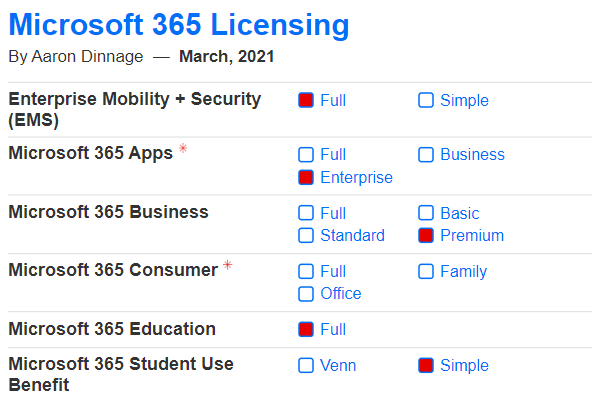 Microsoft 365 Licensing
By Aaron Dinnage — March, 2021
Enterprise Mobility + Security (EMS)
Full
Simple
Microsoft 365 Apps ✳
Full
Business
Enterprise
Microsoft 365 Business
Full
Basic
Standard
Premium
Microsoft 365 Consumer ✳
Full
Family
Office
Microsoft 365 Education
Full
Microsoft 365 Student Use Benefit
Venn
Simple